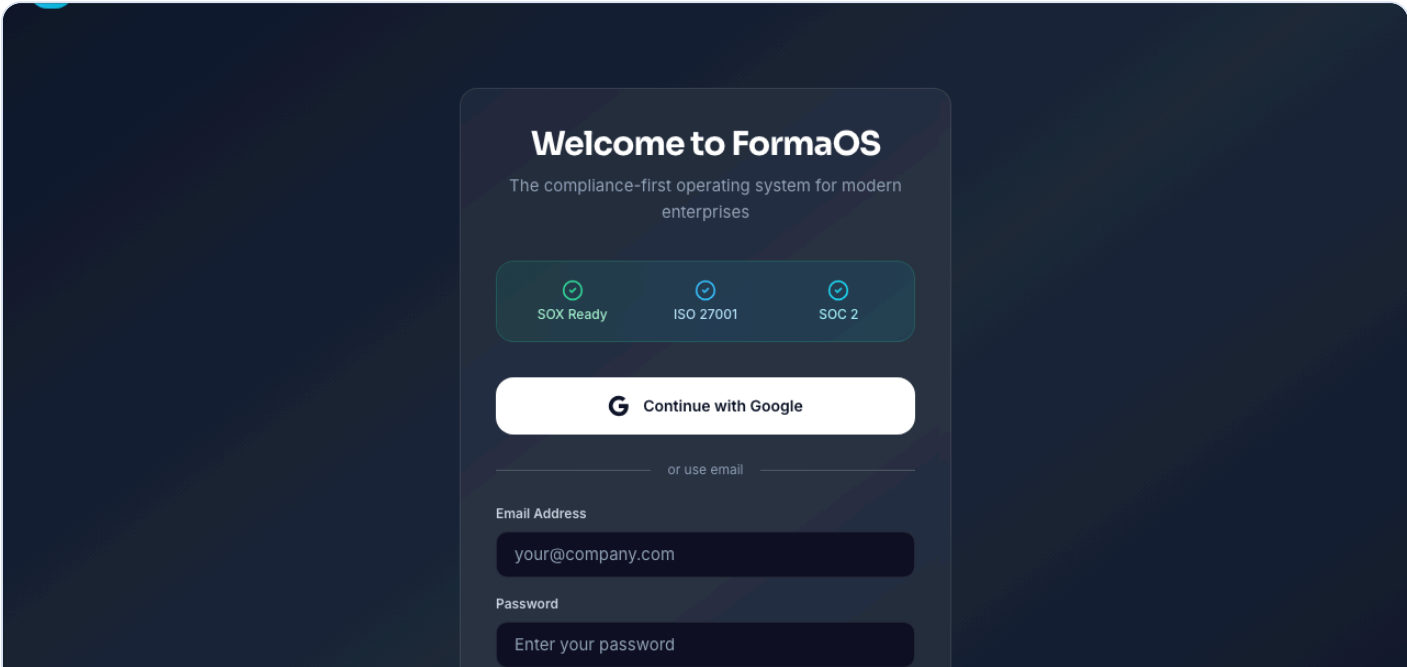 Welcome to FormaOS
The compliance-first operating system for modern
enterprises
SOX Ready
ISO 27001
SOC 2
Continue with Google
or use email
Email Address
your@company.com
Password
Enter your password